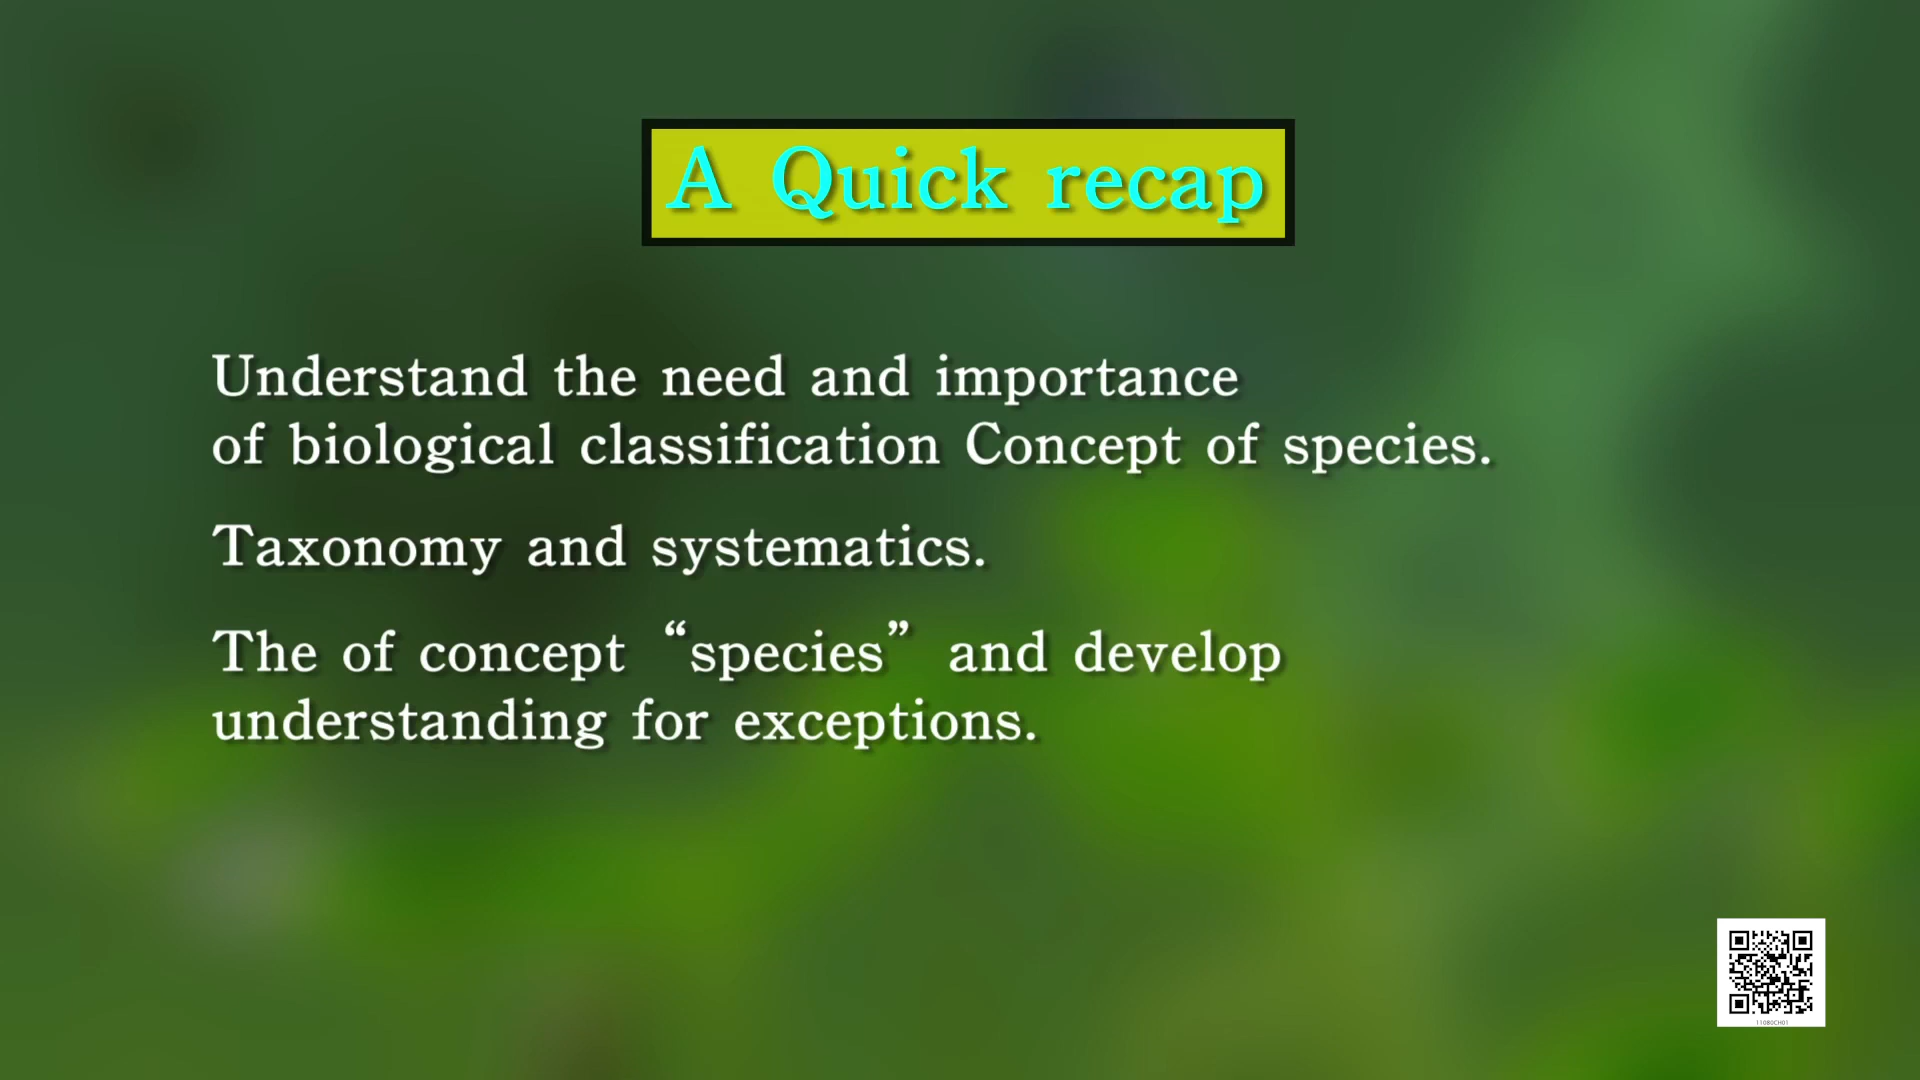 A Quick recap
Understand the need and importance
of biological classification Concept of species.
Taxonomy and systematics.
The of concept “species” and develop
understanding for exceptions.
11080CH01